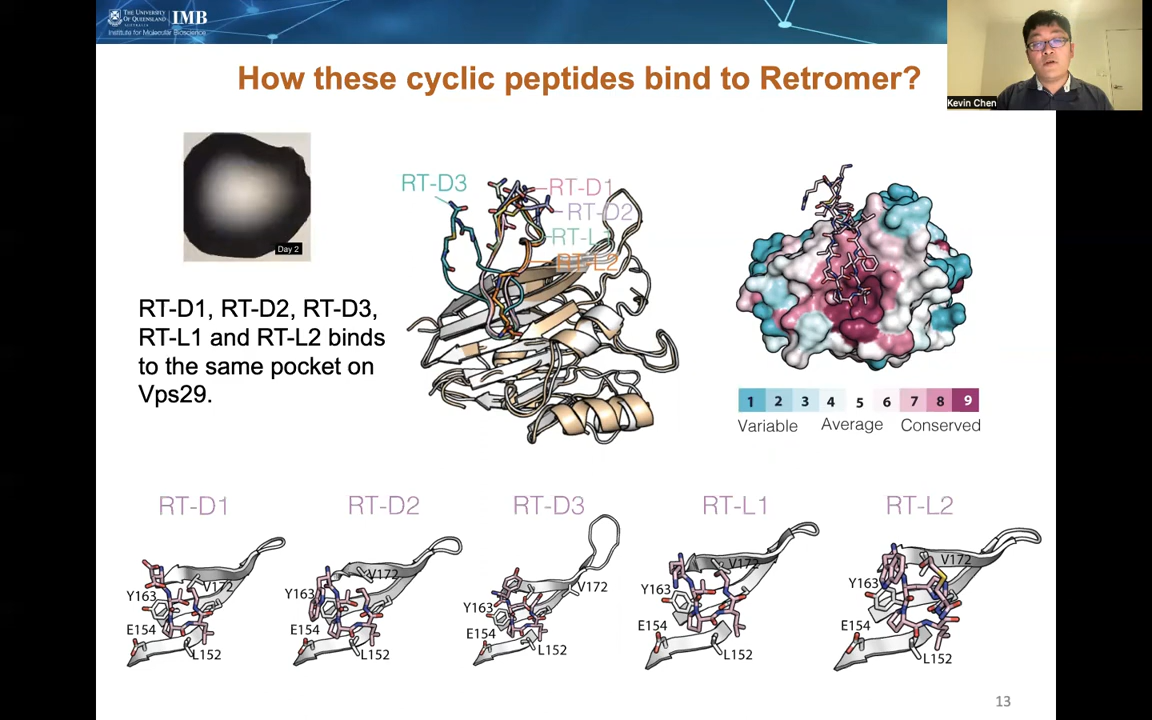 THE UNIVERSITY
OF QUEENSLAND
AUSTRALIA
IMB
Institute for Molecular Bioscience
Kevin Chen
How these cyclic peptides bind to Retromer?
Day 2
RT-D3
RT-D1
RT-D2
RT-L1
RT-L2
RT-D1, RT-D2, RT-D3,
RT-L1 and RT-L2 binds
to the same pocket on
Vps29.
1 2 3 4 5 6 7 8 9
Variable Average Conserved
RT-D1 RT-D2 RT-D3 RT-L1 RT-L2
V172
Y163
E154
L152
V172
Y163
E154
L152
V172
Y163
E154
L152
V172
Y163
E154
L152
V172
Y163
E154
L152
13